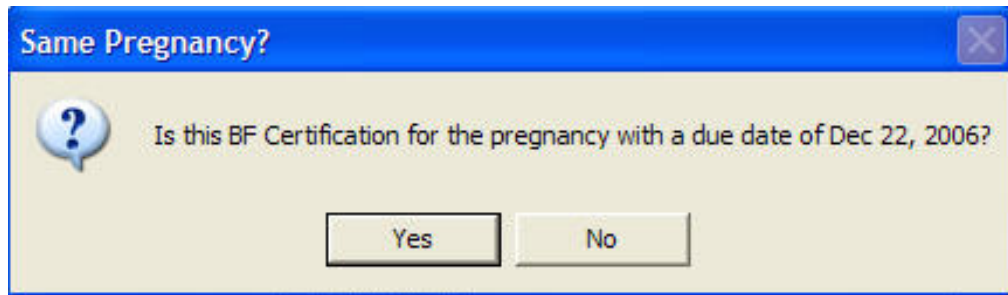 Same Pregnancy?
Is this BF Certification for the pregnancy with a due date of Dec 22, 2006?
Yes No